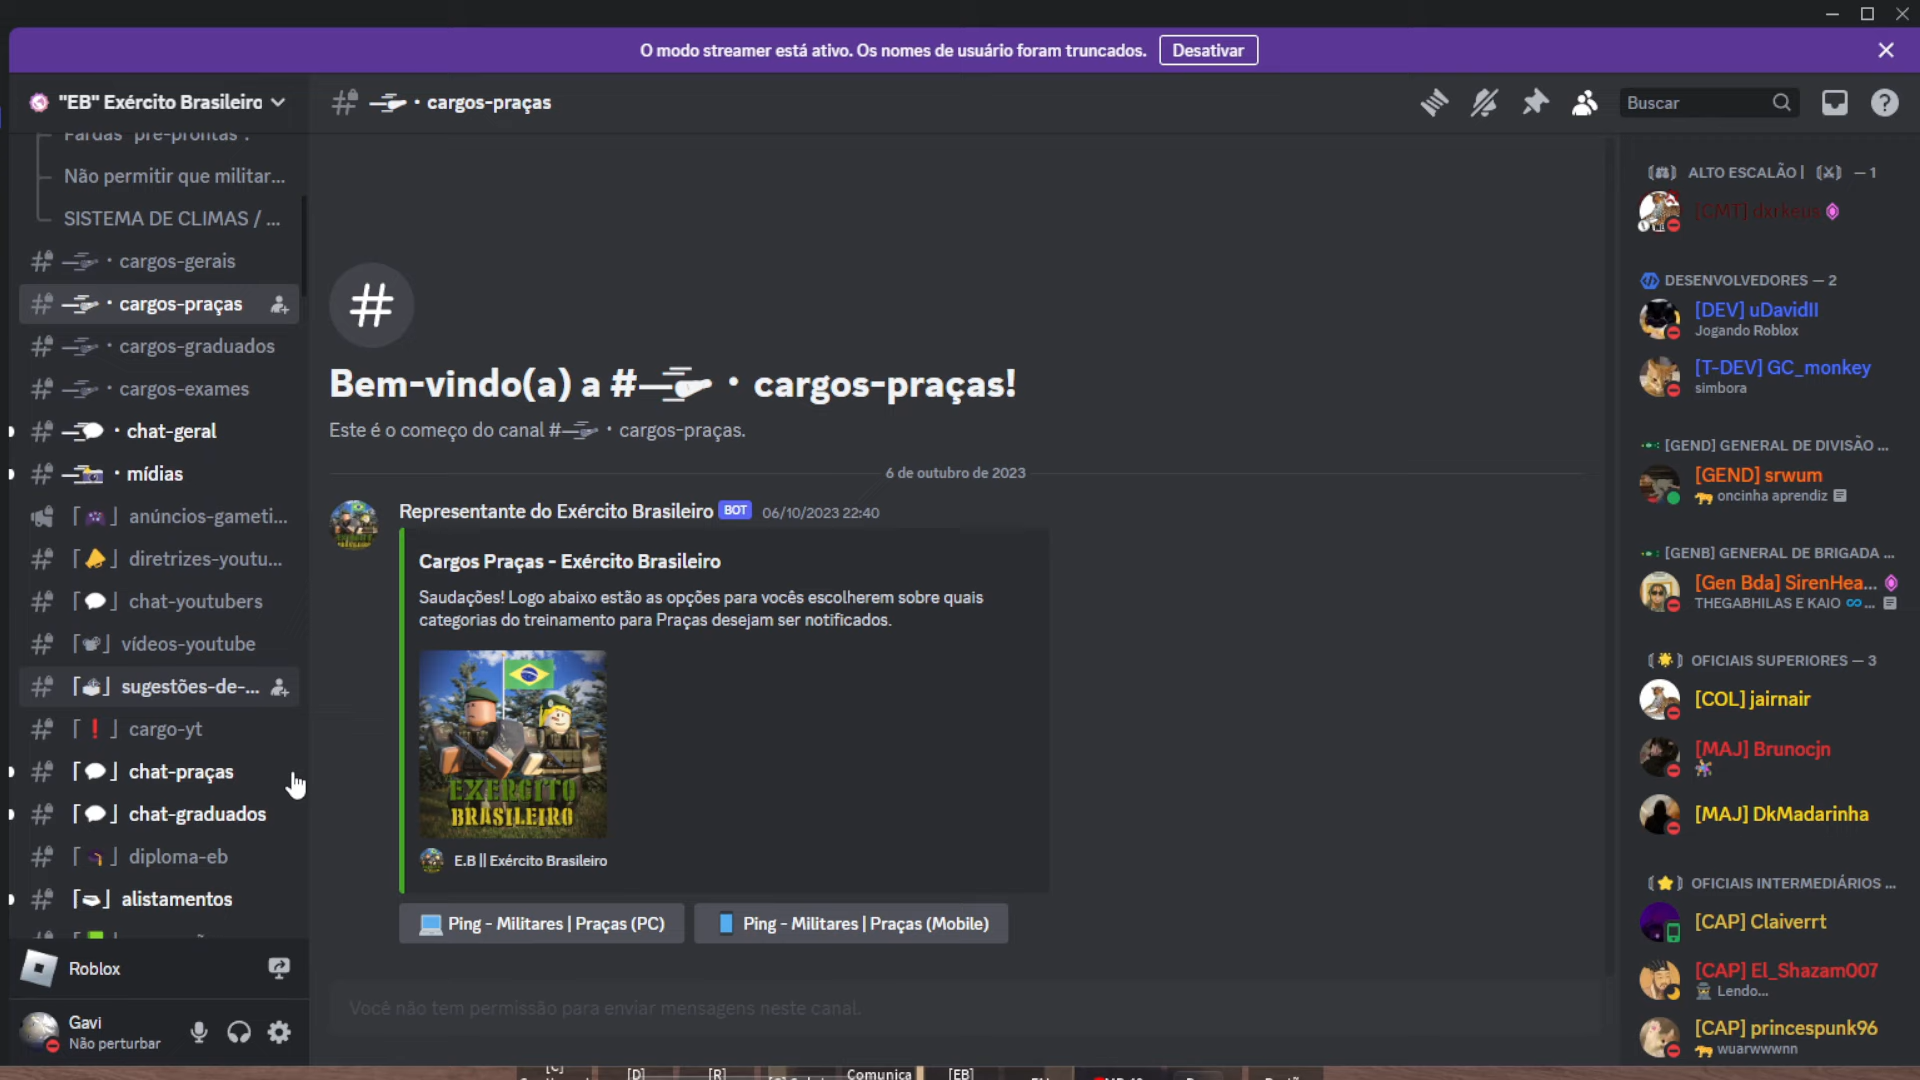 O modo streamer está ativo. Os nomes de usuário foram truncados. Desativar
"EB" Exército Brasileiro
Fardas "pré-prontas".
Não permitir que militar...
SISTEMA DE CLIMAS / ...
cargos-gerais
cargos-praças
cargos-graduados
cargos-exames
chat-geral
mídias
anúncios-gameti...
diretrizes-youtu...
chat-youtubers
vídeos-youtube
sugestões-de-...
cargo-yt
chat-praças
chat-graduados
diploma-eb
alistamentos
Roblox
Gavi
Não perturbar
cargos-praças
Buscar
Bem-vindo(a) a # • cargos-praças!
Este é o começo do canal # • cargos-praças.
6 de outubro de 2023
Representante do Exército Brasileiro BOT 06/10/2023 22:40
Cargos Praças - Exército Brasileiro
Saudações! Logo abaixo estão as opções para vocês escolherem sobre quais
categorias do treinamento para Praças desejam ser notificados.
EXERCITO
BRASILEIRO
E.B || Exército Brasileiro
Ping - Militares | Praças (PC)
Ping - Militares | Praças (Mobile)
Você não tem permissão para enviar mensagens neste canal.
ALTO ESCALÃO | — 1
[CMT] dxrkeus
DESENVOLVEDORES — 2
[DEV] uDavidII
Jogando Roblox
[T-DEV] GC_monkey
simbora
[GEND] GENERAL DE DIVISÃO ...
[GEND] srwum
oncinha aprendiz
[GENB] GENERAL DE BRIGADA ...
[Gen Bda] SirenHea...
THEGABHILAS E KAIO ...
OFICIAIS SUPERIORES — 3
[COL] jairnair
[MAJ] Brunocjn
[MAJ] DkMadarinha
OFICIAIS INTERMEDIÁRIOS ...
[CAP] Claiverrt
[CAP] El_Shazam007
Lendo...
[CAP] princespunk96
wuarwwwnn
[C]
[D]
[R]
Comunica
[EB]